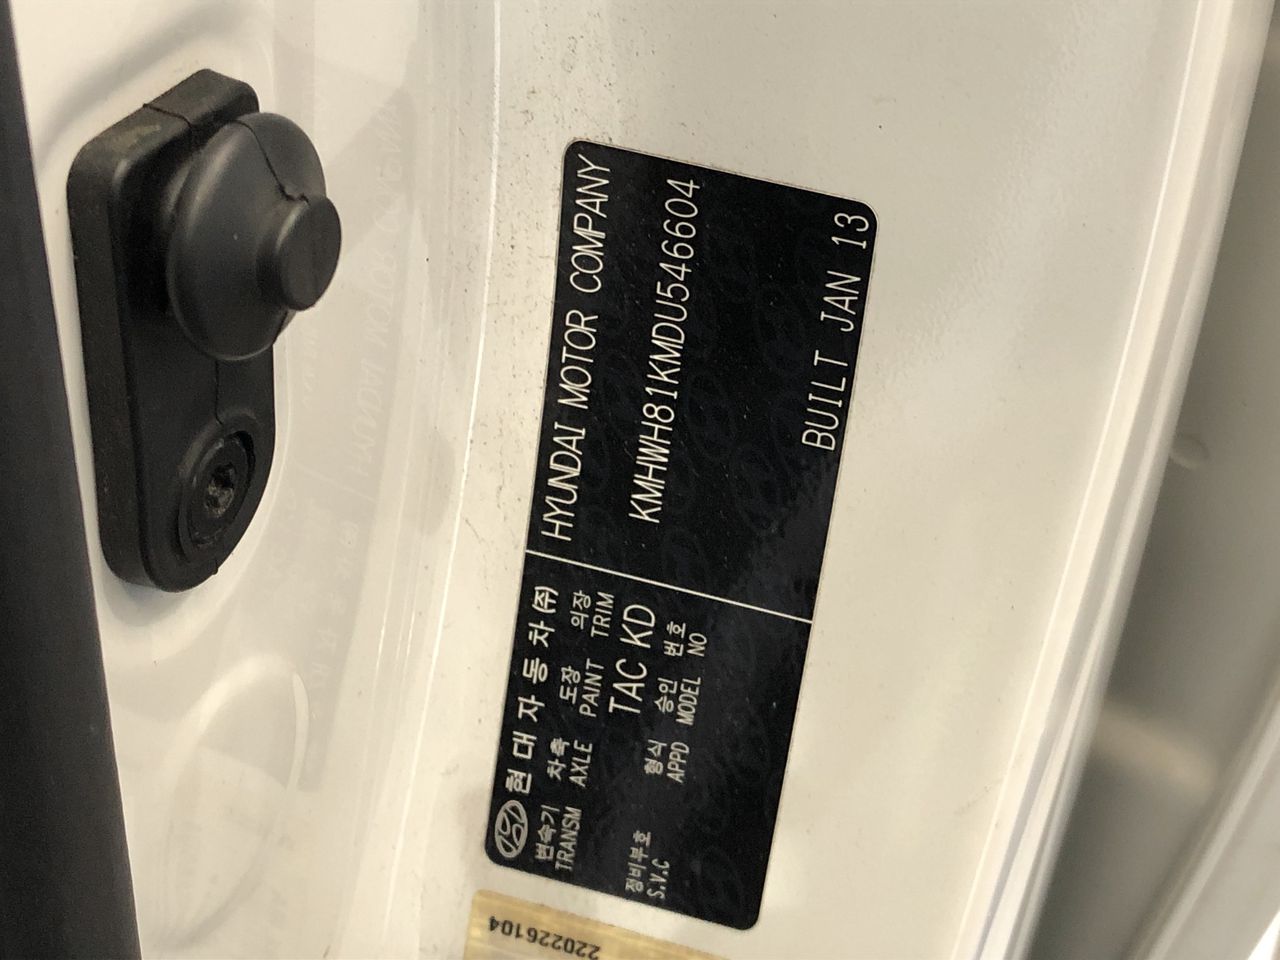 현대자동차(주)
HYUNDAI MOTOR COMPANY
변속기 차축 도장 의장
TRANSM AXLE PAINT TRIM
TAC KD
KMHWH81KMDU546604
정비부호 형식 승인 번호
S.V.C APPD MODEL NO
BUILT JAN 13
220226104